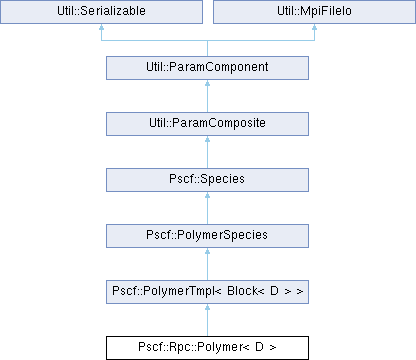 Util::Serializable
Util::MpiFileIo
Util::ParamComponent
Util::ParamComposite
Pscf::Species
Pscf::PolymerSpecies
Pscf::PolymerTmpl< Block< D > >
Pscf::Rpc::Polymer< D >